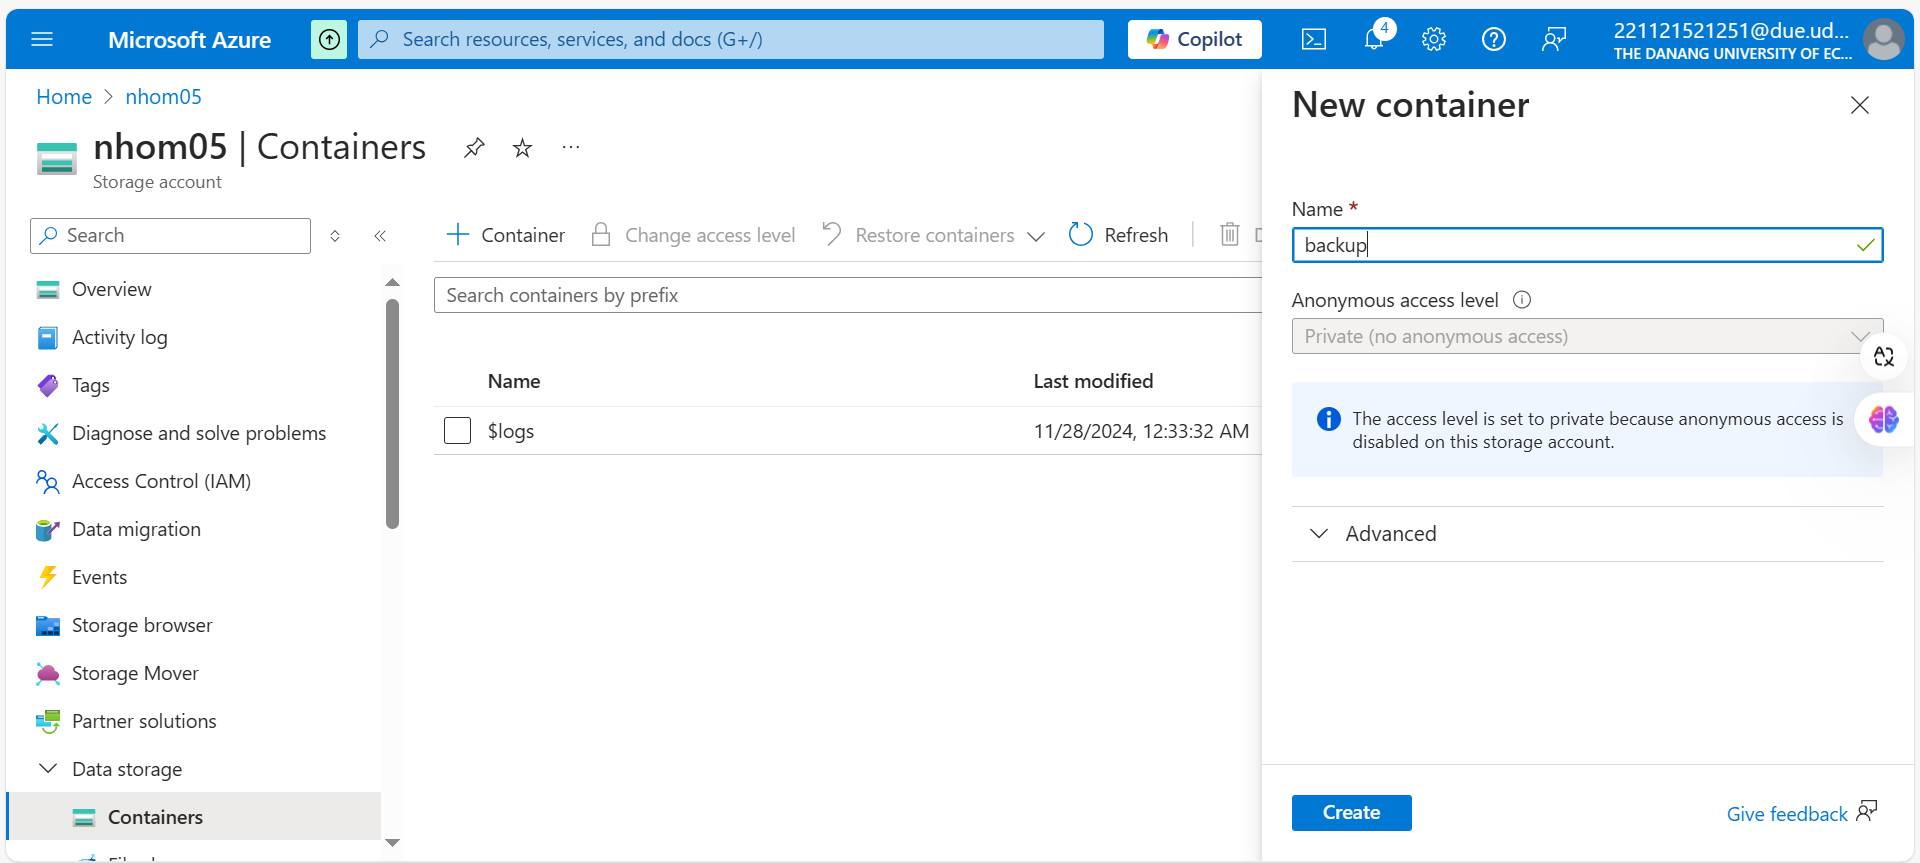 Microsoft Azure
Search resources, services, and docs (G+/)
Copilot
4
221121521251@due.ud...
THE DANANG UNIVERSITY OF EC...
Home > nhom05
nhom05 | Containers
Storage account
Search
Overview
Activity log
Tags
Diagnose and solve problems
Access Control (IAM)
Data migration
Events
Storage browser
Storage Mover
Partner solutions
Data storage
Containers
Container
Change access level
Restore containers
Refresh
Search containers by prefix
Name Last modified
$logs 11/28/2024, 12:33:32 AM
New container
Name *
backup
Anonymous access level
Private (no anonymous access)
The access level is set to private because anonymous access is
disabled on this storage account.
Advanced
Create
Give feedback